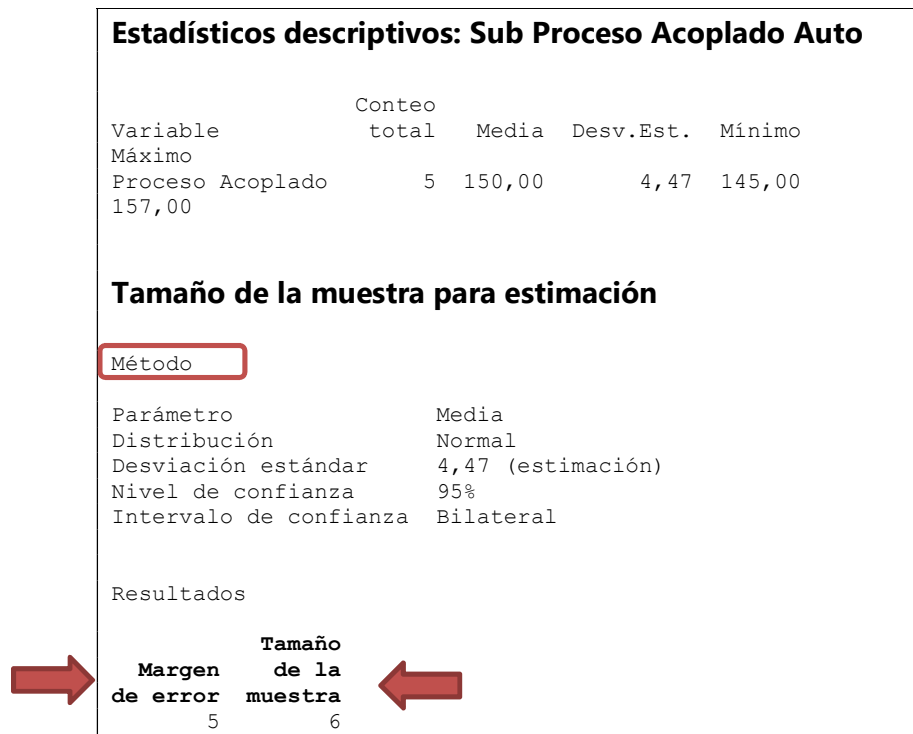 Estadísticos descriptivos: Sub Proceso Acoplado Auto
Conteo
Variable total Media Desv.Est. Mínimo
Máximo
Proceso Acoplado 5 150,00 4,47 145,00
157,00
Tamaño de la muestra para estimación
Método
Parámetro Media
Distribución Normal
Desviación estándar 4,47 (estimación)
Nivel de confianza 95%
Intervalo de confianza Bilateral
Resultados
Tamaño
Margen de la
de error muestra
5 6